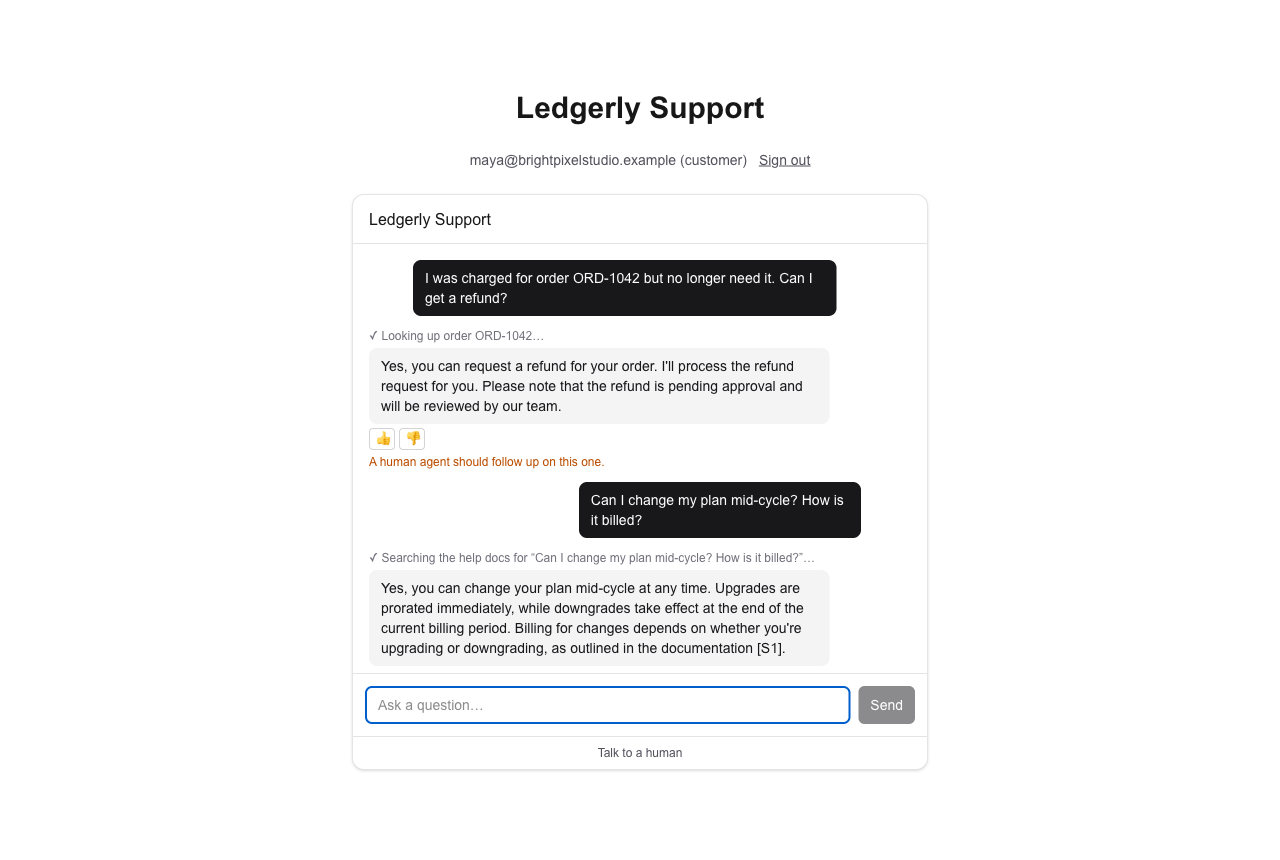 Ledgerly Support
maya@brightpixelstudio.example (customer) Sign out
Ledgerly Support
I was charged for order ORD-1042 but no longer need it. Can I
get a refund?
✓ Looking up order ORD-1042…
Yes, you can request a refund for your order. I'll process the refund
request for you. Please note that the refund is pending approval and
will be reviewed by our team.
👍 👎
A human agent should follow up on this one.
Can I change my plan mid-cycle? How is
it billed?
✓ Searching the help docs for “Can I change my plan mid-cycle? How is it billed?”…
Yes, you can change your plan mid-cycle at any time. Upgrades are
prorated immediately, while downgrades take effect at the end of the
current billing period. Billing for changes depends on whether you're
upgrading or downgrading, as outlined in the documentation [S1].
Ask a question…
Send
Talk to a human